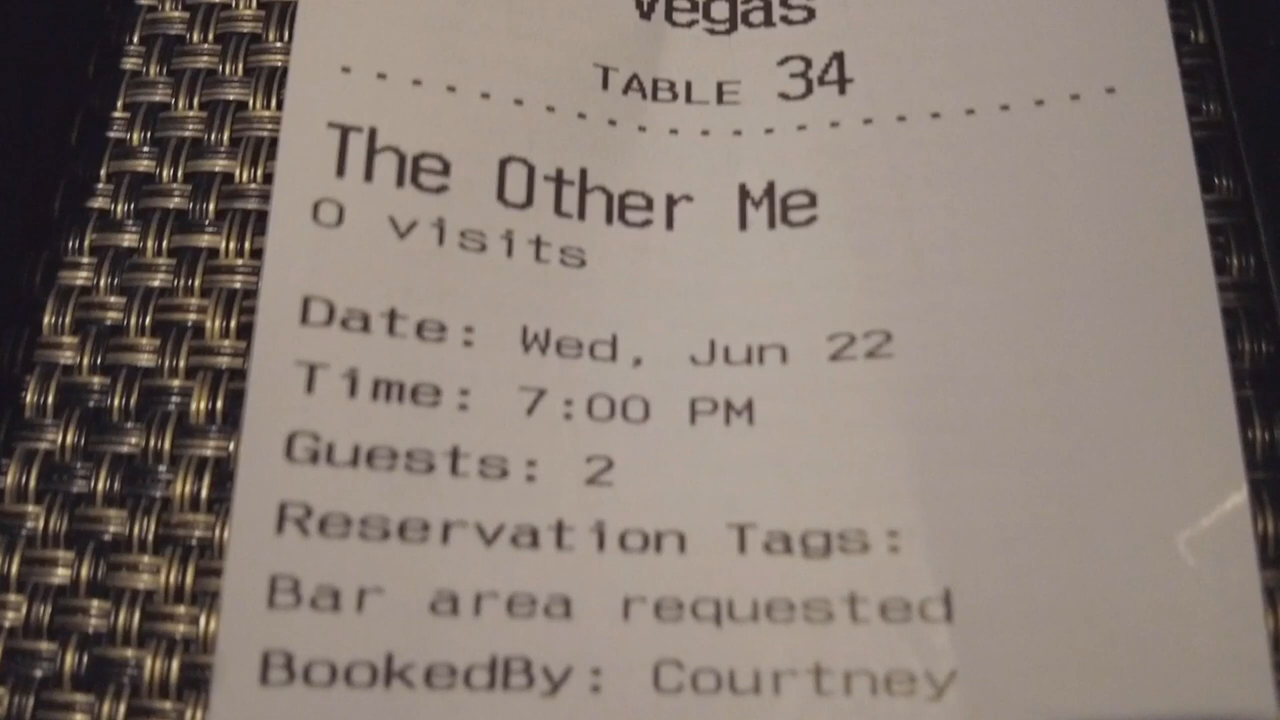 Vegas
TABLE 34
The Other Me
0 visits
Date: Wed, Jun 22
Time: 7:00 PM
Guests: 2
Reservation Tags:
Bar area requested
BookedBy: Courtney